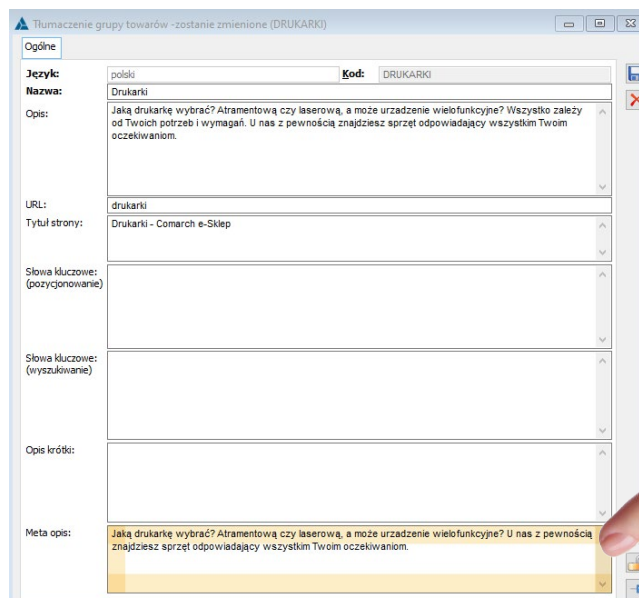 Tłumaczenie grupy towarów -zostanie zmienione (DRUKARKI)
Ogólne
Język: polski Kod: DRUKARKI
Nazwa: Drukarki
Opis: Jaką drukarkę wybrać? Atramentową czy laserową, a może urzadzenie wielofunkcyjne? Wszystko zależy
od Twoich potrzeb i wymagań. U nas z pewnością znajdziesz sprzęt odpowiadający wszystkim Twoim
oczekiwaniom.
URL: drukarki
Tytuł strony: Drukarki - Comarch e-Sklep
Słowa kluczowe:
(pozycjonowanie)
Słowa kluczowe:
(wyszukiwanie)
Opis krótki:
Meta opis: Jaką drukarkę wybrać? Atramentową czy laserową, a może urzadzenie wielofunkcyjne? U nas z pewnością
znajdziesz sprzęt odpowiadający wszystkim Twoim oczekiwaniom.